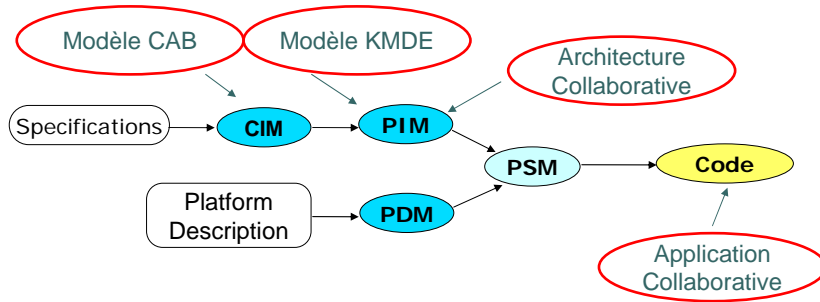 Modèle CAB
Modèle KMDE
Architecture
Collaborative
Specifications
CIM
PIM
PSM
Code
Platform
Description
PDM
Application
Collaborative